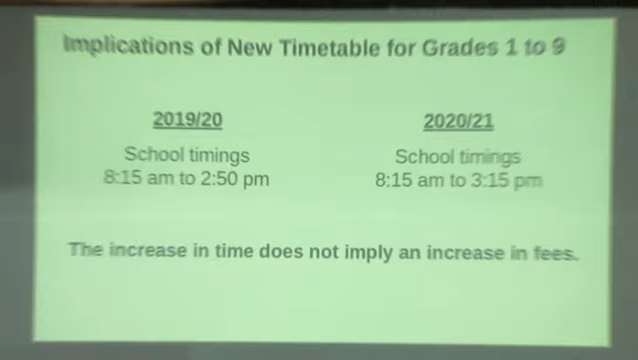 Implications of New Timetable for Grades 1 to 9
2019/20
School timings
8:15 am to 2:50 pm
2020/21
School timings
8:15 am to 3:15 pm
The increase in time does not imply an increase in fees.